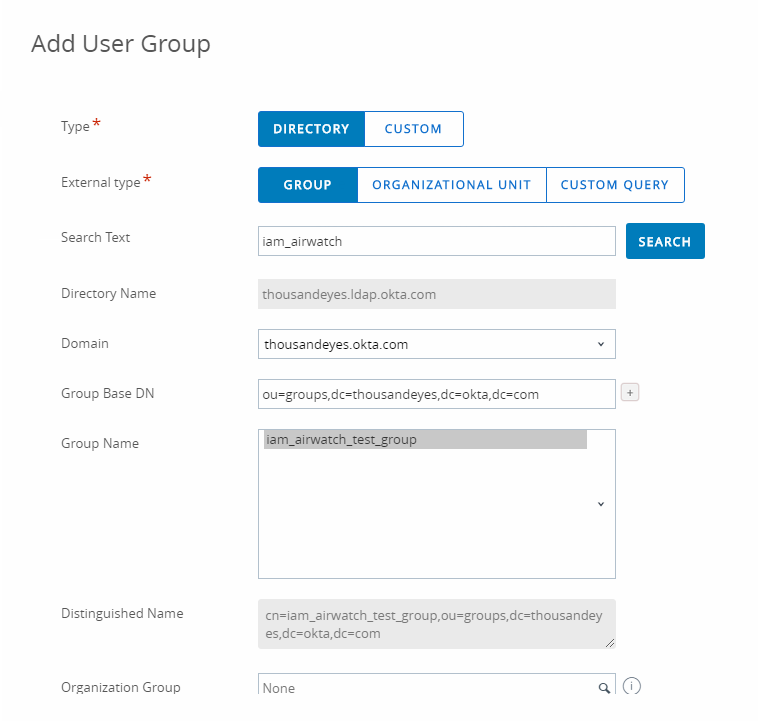 Add User Group
Type *
DIRECTORY CUSTOM
External type *
GROUP ORGANIZATIONAL UNIT CUSTOM QUERY
Search Text
iam_airwatch
SEARCH
Directory Name
thousandeyes.ldap.okta.com
Domain
thousandeyes.okta.com
Group Base DN
ou=groups,dc=thousandeyes,dc=okta,dc=com
+
Group Name
iam_airwatch_test_group
Distinguished Name
cn=iam_airwatch_test_group,ou=groups,dc=thousandey
es,dc=okta,dc=com
Organization Group
None
i